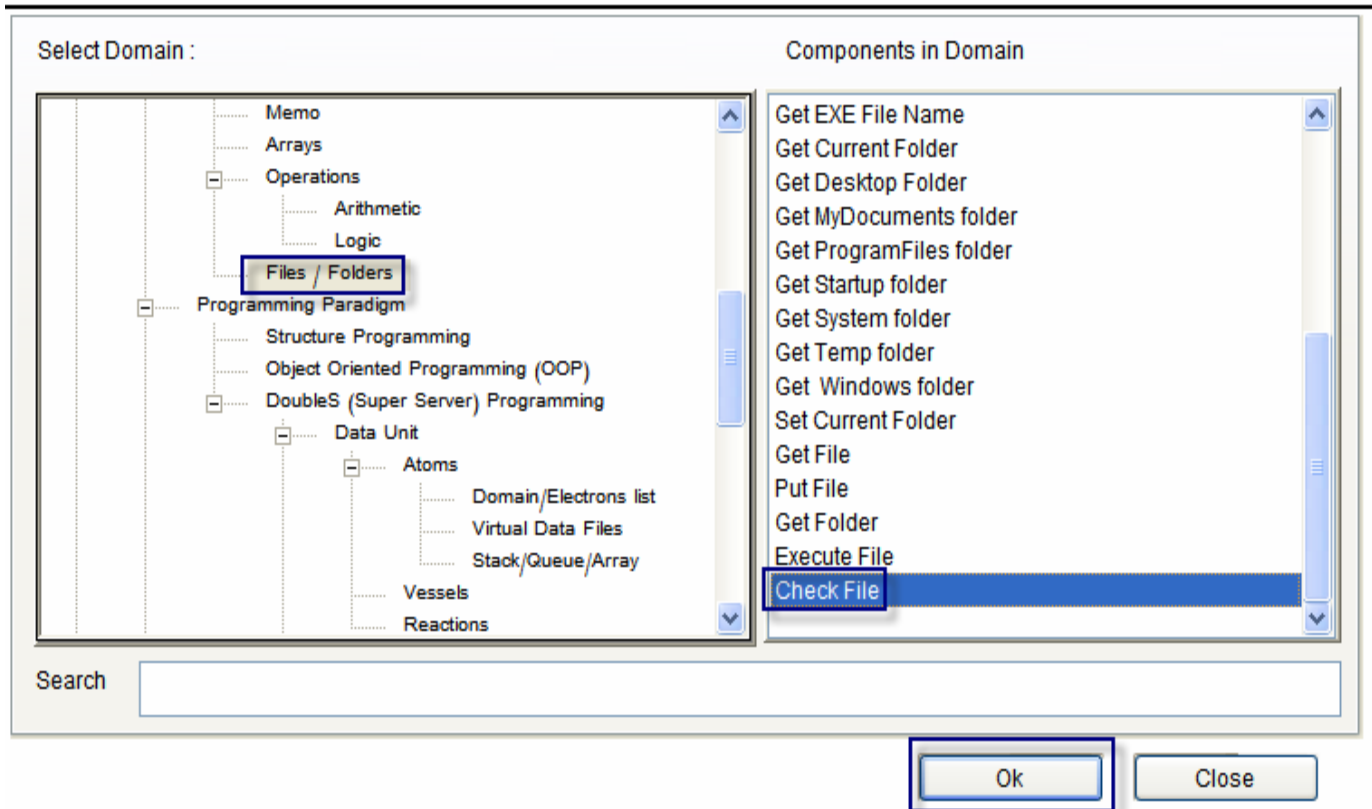 Select Domain :
Memo
Arrays
Operations
Arithmetic
Logic
Files / Folders
Programming Paradigm
Structure Programming
Object Oriented Programming (OOP)
DoubleS (Super Server) Programming
Data Unit
Atoms
Domain/Electrons list
Virtual Data Files
Stack/Queue/Array
Vessels
Reactions
Components in Domain
Get EXE File Name
Get Current Folder
Get Desktop Folder
Get MyDocuments folder
Get ProgramFiles folder
Get Startup folder
Get System folder
Get Temp folder
Get  Windows folder
Set Current Folder
Get File
Put File
Get Folder
Execute File
Check File
Search
Ok
Close